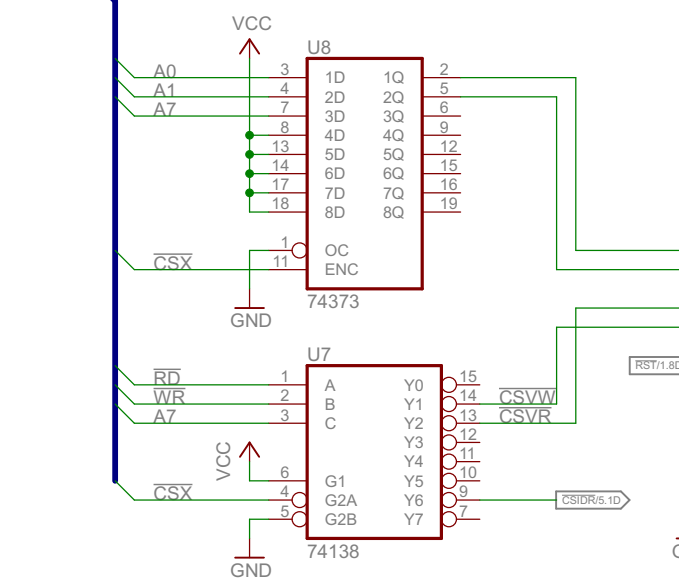 VCC
U8
A0 3 1D 1Q 2
A1 4 2D 2Q 5
A7 7 3D 3Q 6
8 4D 4Q 9
13 5D 5Q 12
14 6D 6Q 15
17 7D 7Q 16
18 8D 8Q 19
1 OC
CSX 11 ENC
74373
GND
U7
RST/1.8D
RD 1 A Y0 15
WR 2 B Y1 14 CSVW
A7 3 C Y2 13 CSVR
Y3 12
VCC
Y4 11
6 G1 Y5 10
CSX 4 G2A Y6 9 CSIDR/5.1D
5 G2B Y7 7
74138
GND